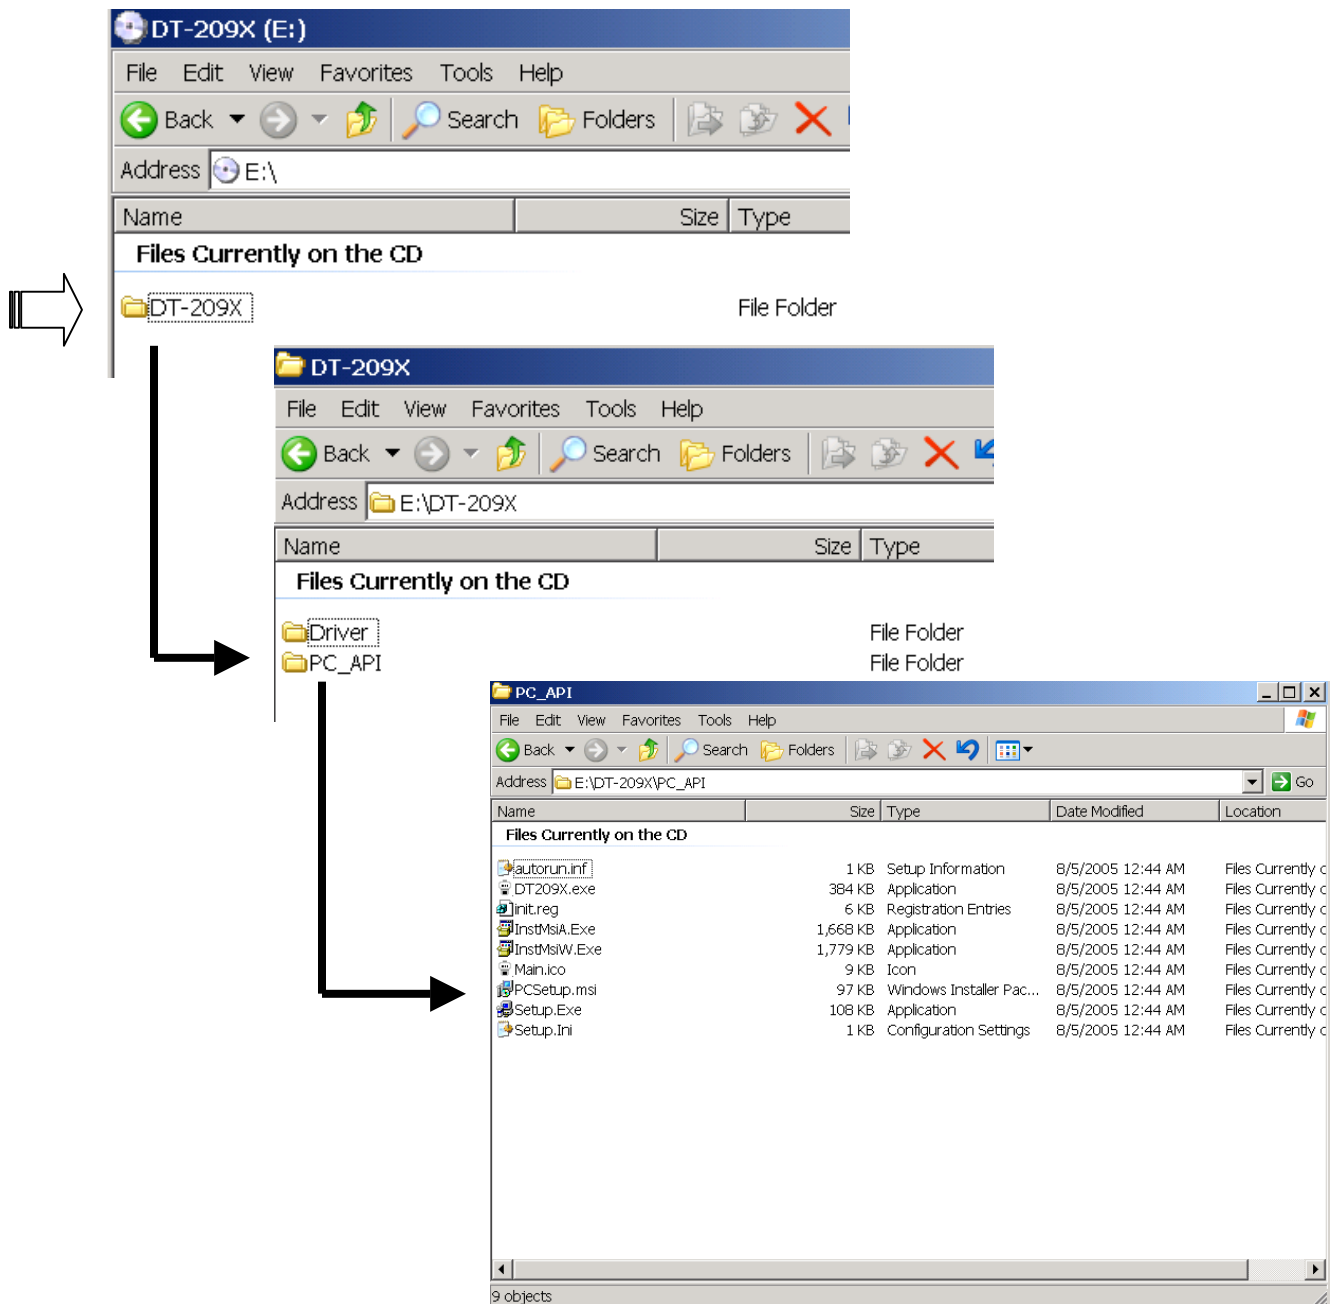 DT-209X (E:)
File Edit View Favorites Tools Help
Back Search Folders
Address E:\
Name Size Type
Files Currently on the CD
DT-209X File Folder
DT-209X
File Edit View Favorites Tools Help
Back Search Folders
Address E:\DT-209X
Name Size Type
Files Currently on the CD
Driver File Folder
PC_API File Folder
PC_API
File Edit View Favorites Tools Help
Back Search Folders
Address E:\DT-209X\PC_API Go
Name Size Type Date Modified Location
Files Currently on the CD
autorun.inf 1 KB Setup Information 8/5/2005 12:44 AM Files Currently o
DT209X.exe 384 KB Application 8/5/2005 12:44 AM Files Currently o
init.reg 6 KB Registration Entries 8/5/2005 12:44 AM Files Currently o
InstMsiA.Exe 1,668 KB Application 8/5/2005 12:44 AM Files Currently o
InstMsiW.Exe 1,779 KB Application 8/5/2005 12:44 AM Files Currently o
Main.ico 9 KB Icon 8/5/2005 12:44 AM Files Currently o
PCSetup.msi 97 KB Windows Installer Pac... 8/5/2005 12:44 AM Files Currently o
Setup.Exe 108 KB Application 8/5/2005 12:44 AM Files Currently o
Setup.Ini 1 KB Configuration Settings 8/5/2005 12:44 AM Files Currently o
9 objects